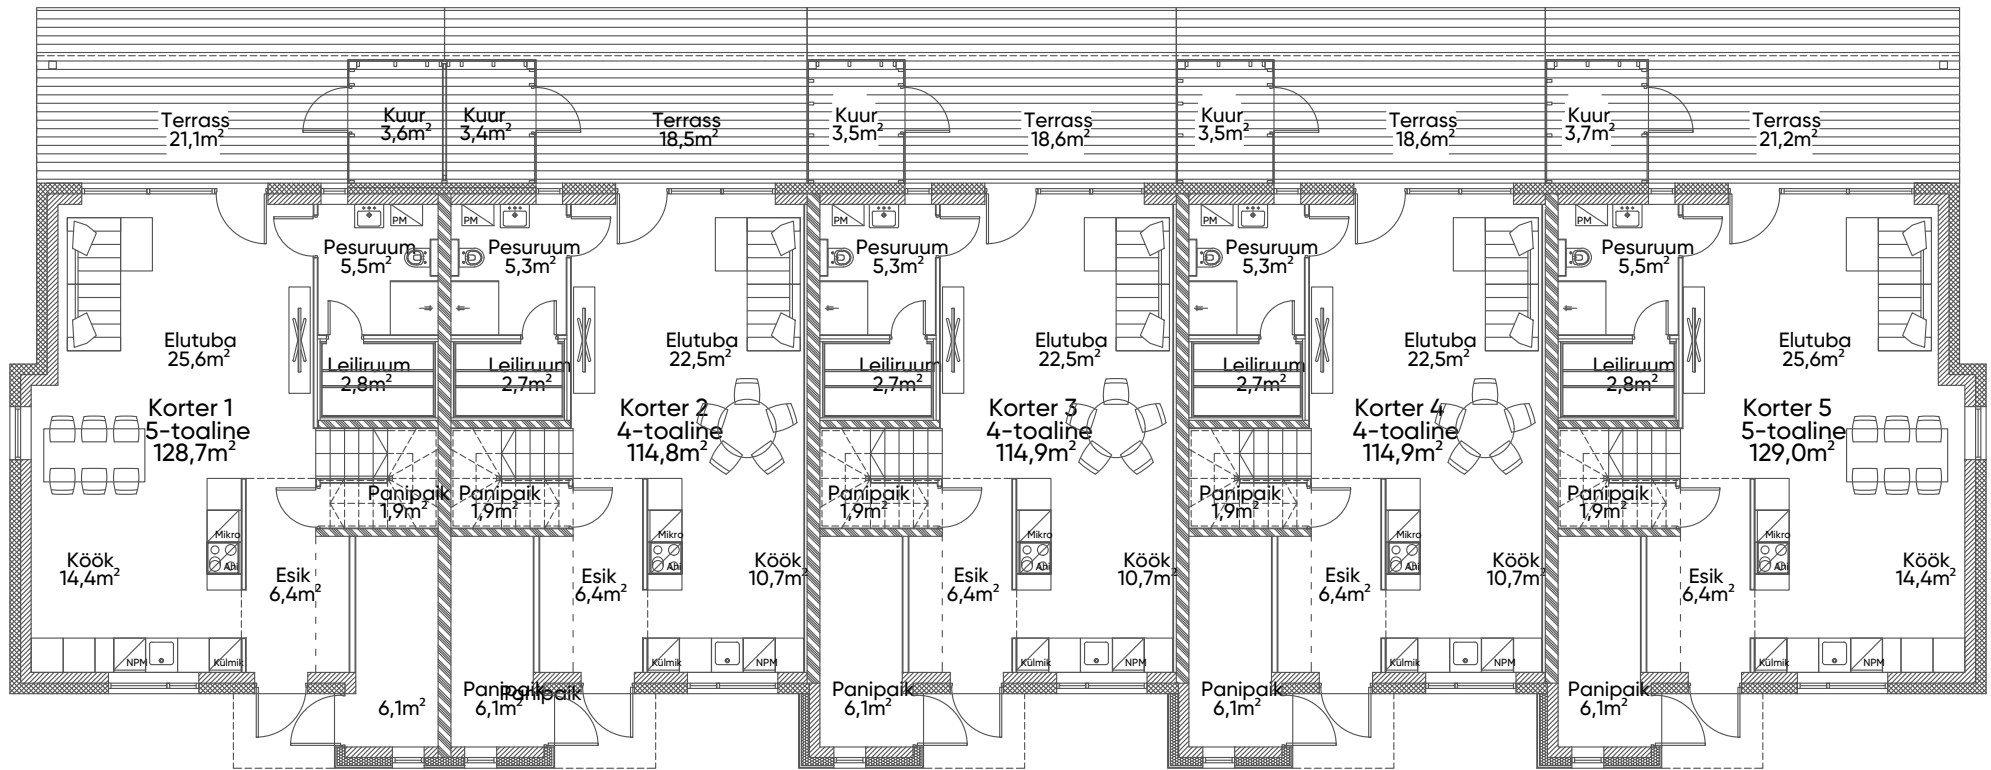 Terrass
21,1m²
Kuur
3,6m²
Kuur
3,4m²
Terrass
18,5m²
Kuur
3,5m²
Terrass
18,6m²
Kuur
3,5m²
Terrass
18,6m²
Kuur
3,7m²
Terrass
21,2m²
PM
PM
PM
PM
PM
Pesuruum
5,5m²
Pesuruum
5,3m²
Pesuruum
5,3m²
Pesuruum
5,3m²
Pesuruum
5,5m²
Elutuba
25,6m²
Leiliruum
2,8m²
Leiliruum
2,7m²
Elutuba
22,5m²
Leiliruum
2,7m²
Elutuba
22,5m²
Leiliruum
2,7m²
Elutuba
22,5m²
Leiliruum
2,8m²
Elutuba
25,6m²
Korter 1
5-toaline
128,7m²
Korter 2
4-toaline
114,8m²
Korter 3
4-toaline
114,9m²
Korter 4
4-toaline
114,9m²
Korter 5
5-toaline
129,0m²
Panipaik
1,9m²
Panipaik
1,9m²
Panipaik
1,9m²
Panipaik
1,9m²
Panipaik
1,9m²
Mikro
Ahi
Mikro
Ahi
Mikro
Ahi
Mikro
Ahi
Mikro
Ahi
Köök
14,4m²
Esik
6,4m²
Esik
6,4m²
Köök
10,7m²
Esik
6,4m²
Köök
10,7m²
Esik
6,4m²
Köök
10,7m²
Esik
6,4m²
Köök
14,4m²
NPM
Külmik
Külmik
NPM
Külmik
NPM
Külmik
NPM
Külmik
NPM
6,1m²
Panipaik
6,1m²
Panipaik
Panipaik
6,1m²
Panipaik
6,1m²
Panipaik
6,1m²